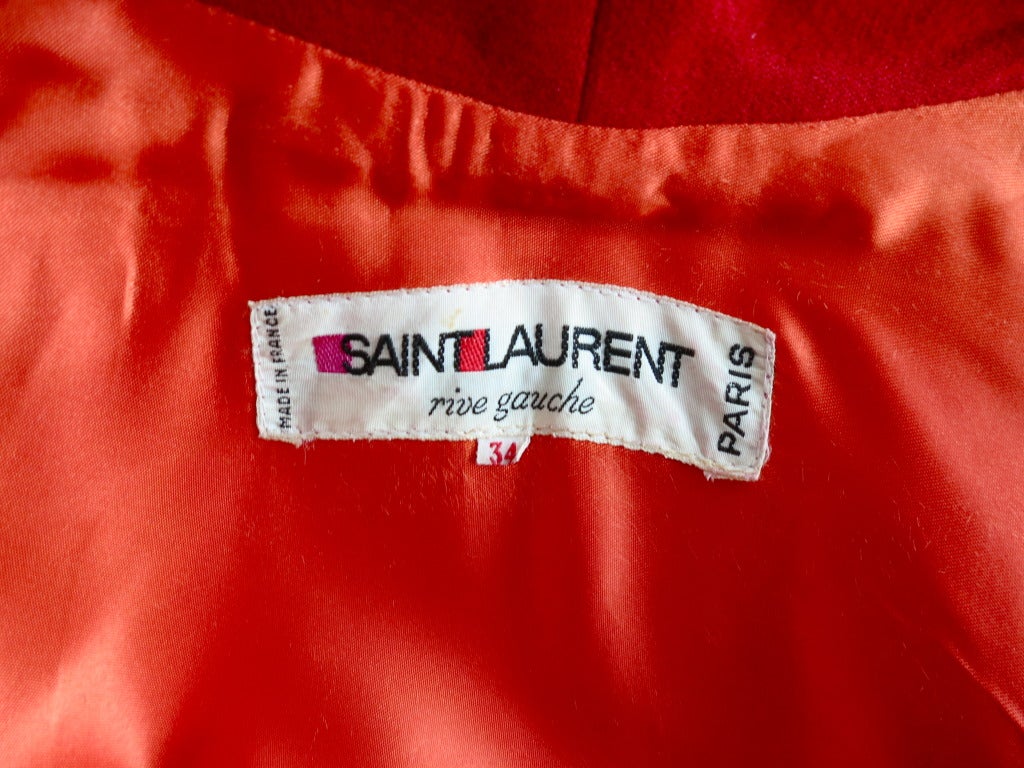 MADE IN FRANCE
SAINT LAURENT
rive gauche
PARIS
34